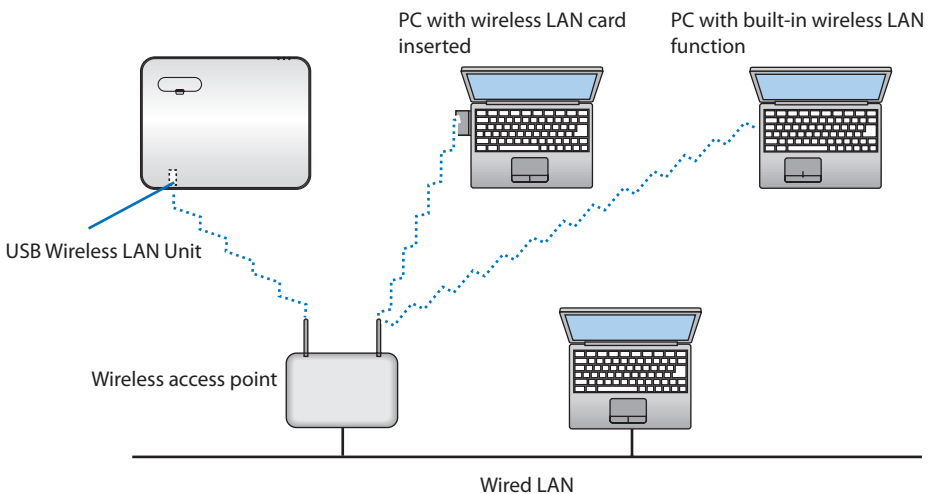 PC with wireless LAN card
inserted
PC with built-in wireless LAN
function
USB Wireless LAN Unit
Wireless access point
Wired LAN